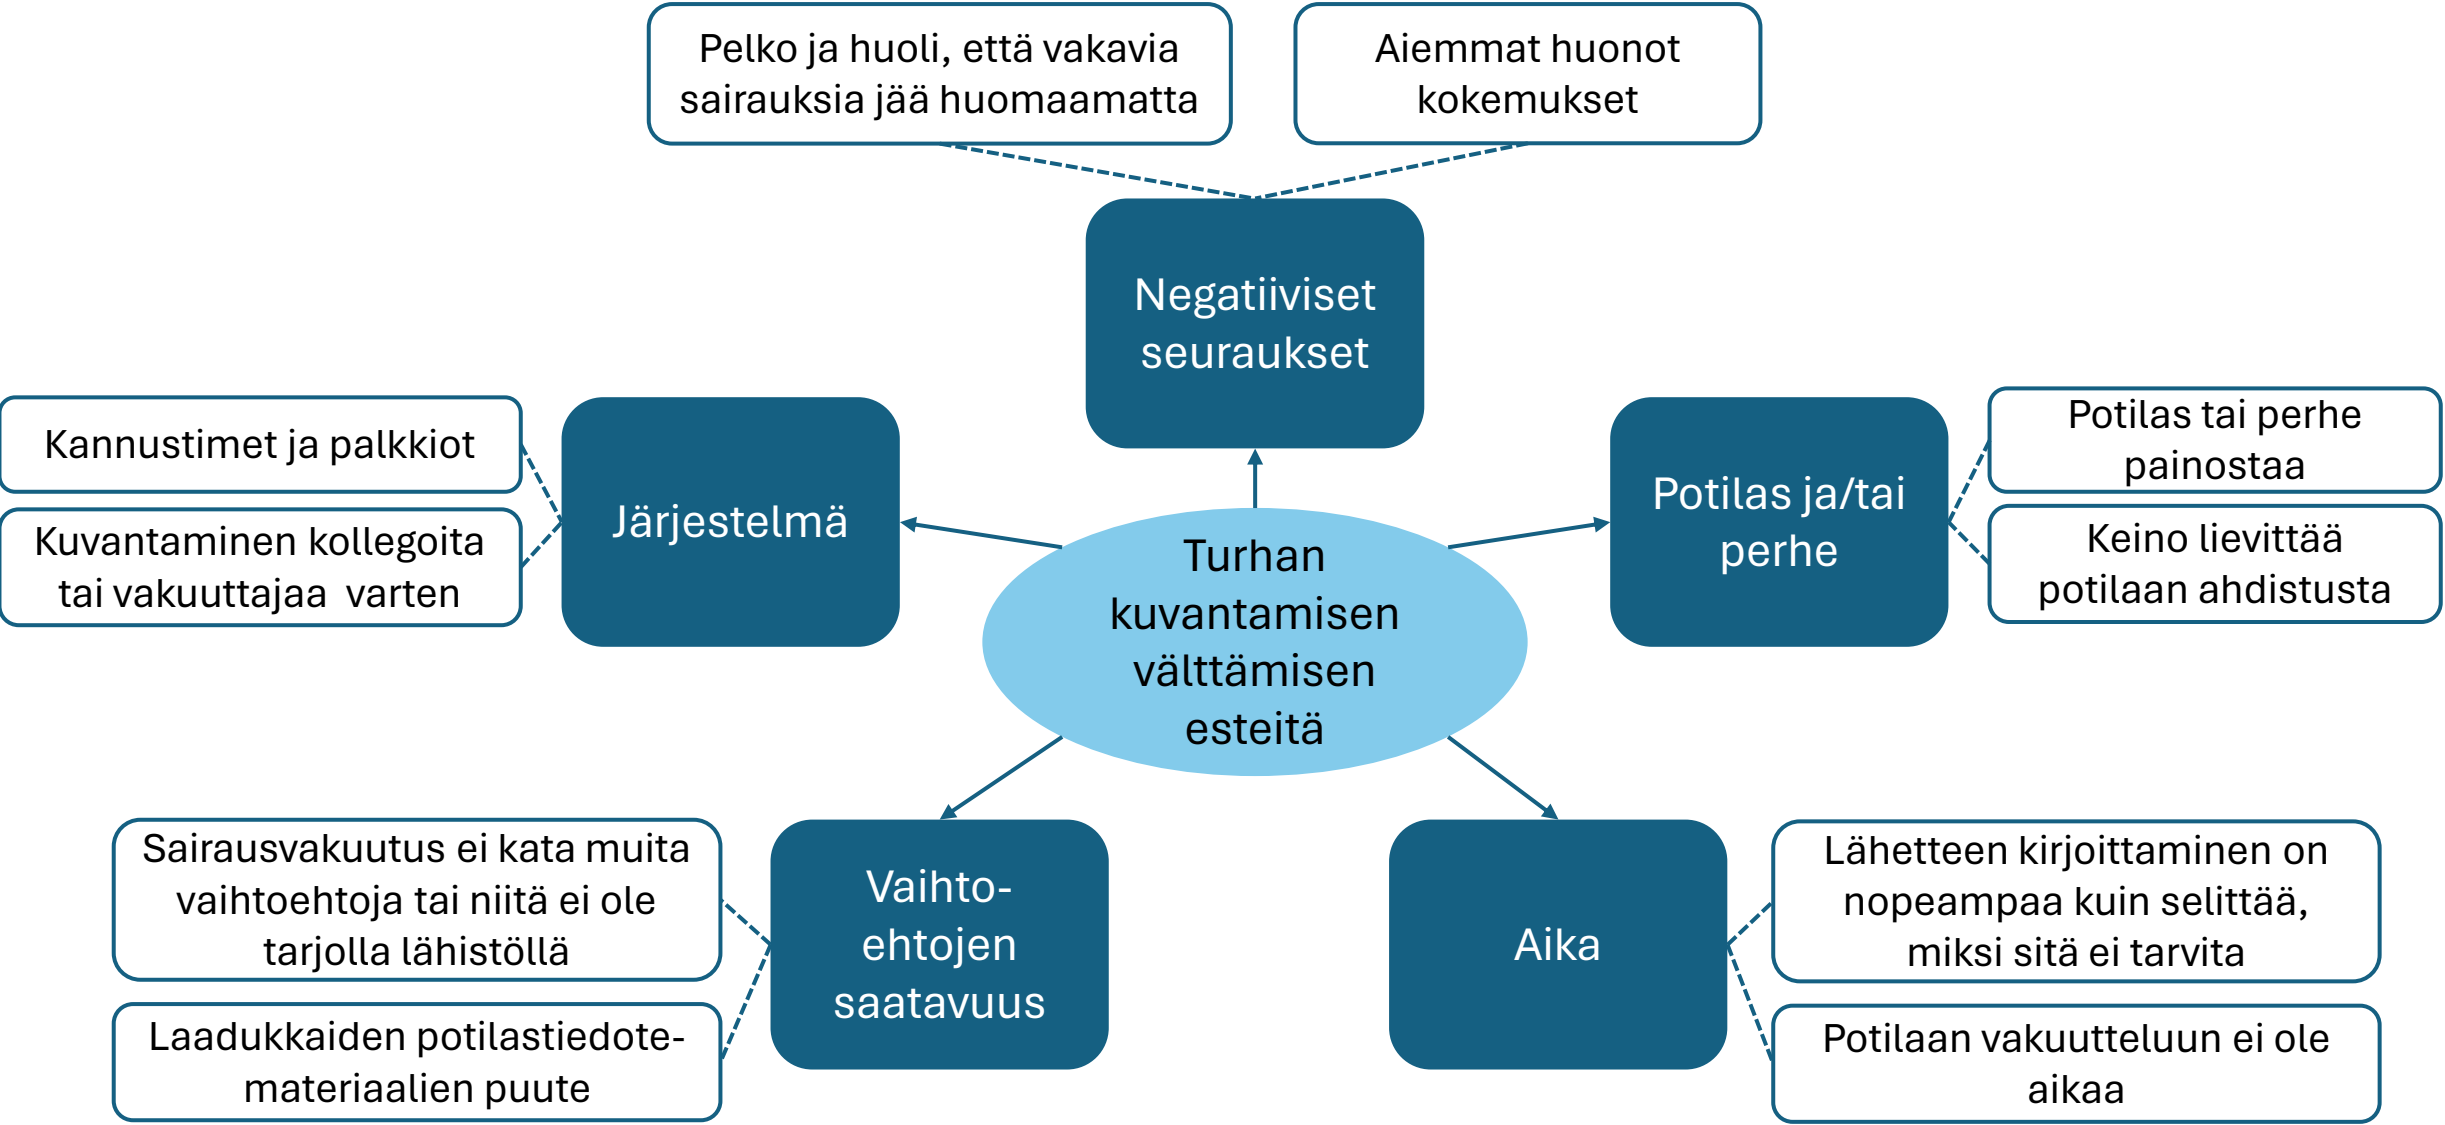 Pelko ja huoli, että vakavia
sairauksia jää huomaamatta
Aiemmat huonot
kokemukset
Negatiiviset
seuraukset
Kannustimet ja palkkiot
Kuvantaminen kollegoita
tai vakuuttajaa  varten
Järjestelmä
Potilas ja/tai
perhe
Potilas tai perhe
painostaa
Keino lievittää
potilaan ahdistusta
Turhan
kuvantamisen
välttämisen
esteitä
Sairausvakuutus ei kata muita
vaihtoehtoja tai niitä ei ole
tarjolla lähistöllä
Laadukkaiden potilastiedote-
materiaalien puute
Vaihto-
ehtojen
saatavuus
Aika
Lähetteen kirjoittaminen on
nopeampaa kuin selittää,
miksi sitä ei tarvita
Potilaan vakuutteluun ei ole
aikaa